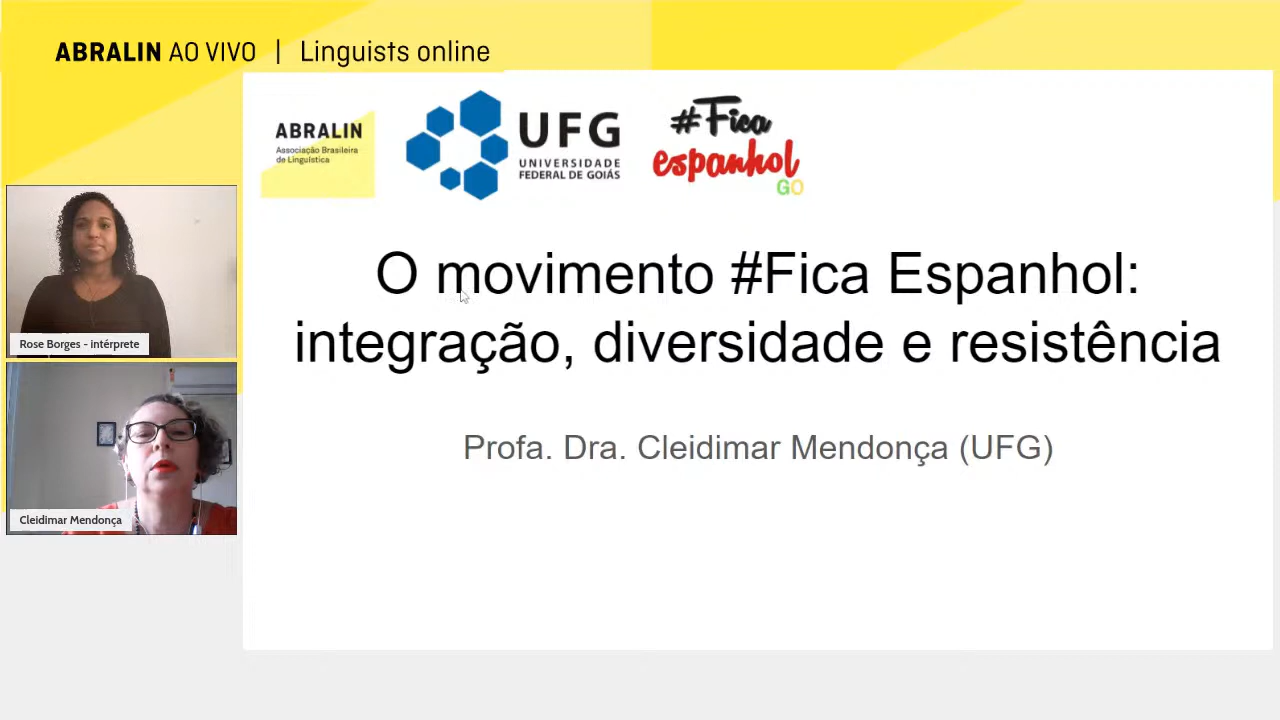 ABRALIN AO VIVO | Linguists online
ABRALIN
Associação Brasileira
de Linguística
UFG
UNIVERSIDADE
FEDERAL DE GOIÁS
#Fica
espanhol
GO
O movimento #Fica Espanhol:
integração, diversidade e resistência
Profa. Dra. Cleidimar Mendonça (UFG)
Rose Borges - intérprete
Cleidimar Mendonça